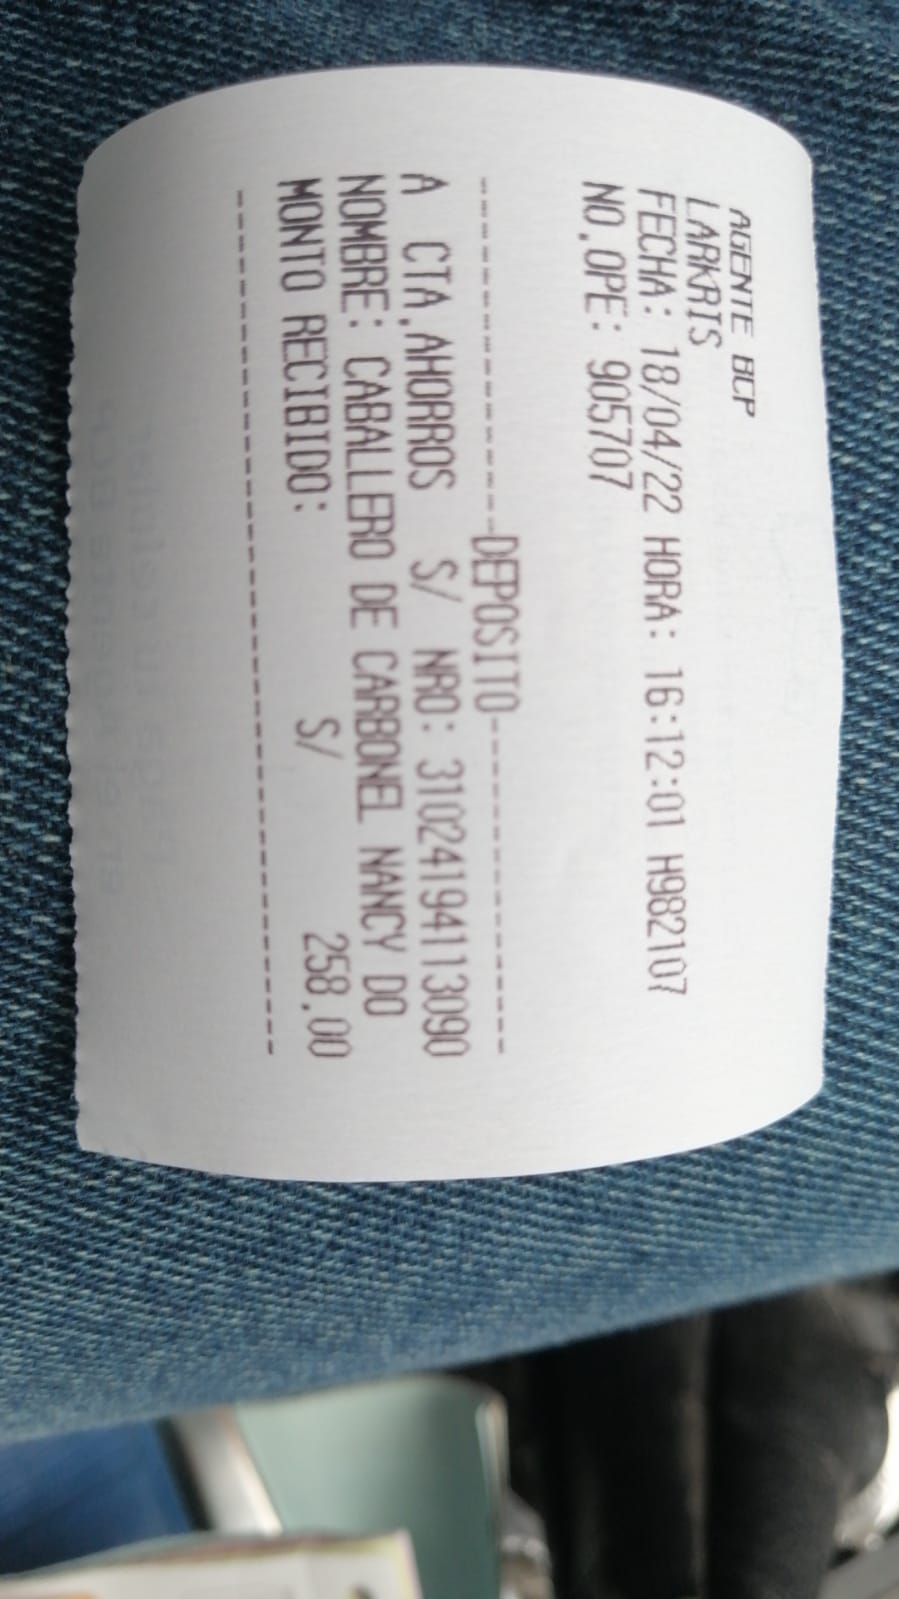 AGENTE BCP
LARKRIS
FECHA: 18/04/22 HORA: 16:12:01 H982107
NO.OPE: 905707
--------------DEPOSITO--------------
A CTA.AHORROS S/ NRO: 31024194113090
NOMBRE: CABALLERO DE CARBONEL NANCY DO
MONTO RECIBIDO: S/ 258.00
------------------------------------